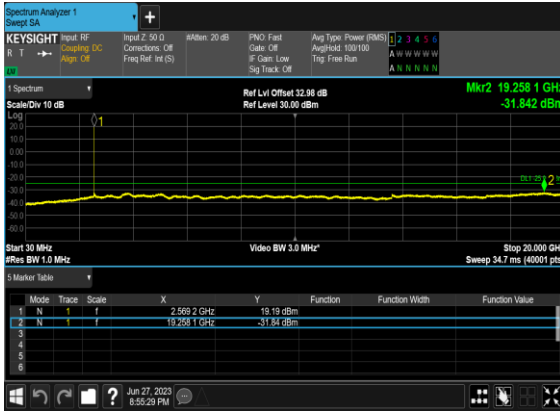 Spectrum Analyzer 1
Swept SA
+
KEYSIGHT Input: RF Input Z: 50 Ω #Atten: 20 dB PNO: Fast Avg Type: Power (RMS) 1 2 3 4 5 6
R T Coupling: DC Corrections: Off Gate: Off Avg|Hold: 100/100 A W W W W W
Align: Off Freq Ref: Int (S) IF Gain: Low Trig: Free Run
LW Sig Track: Off A N N N N N
1 Spectrum Ref Lvl Offset 32.98 dB Mkr2 19.258 1 GHz
Scale/Div 10 dB Ref Level 30.00 dBm -31.842 dBm
Log
20.0
10.0
0.00
-10.0
-20.0
-30.0
-40.0
-50.0
-60.0
1
2
Start 30 MHz Video BW 3.0 MHz* Stop 20.000 GHz
#Res BW 1.0 MHz Sweep 34.7 ms (40001 pts
5 Marker Table
Mode Trace Scale X Y Function Function Width Function Value
1 N 1 f 2.569 2 GHz 19.19 dBm
2 N 1 f 19.258 1 GHz -31.84 dBm
3
4
5
6
? Jun 27, 2023
8:55:29 PM